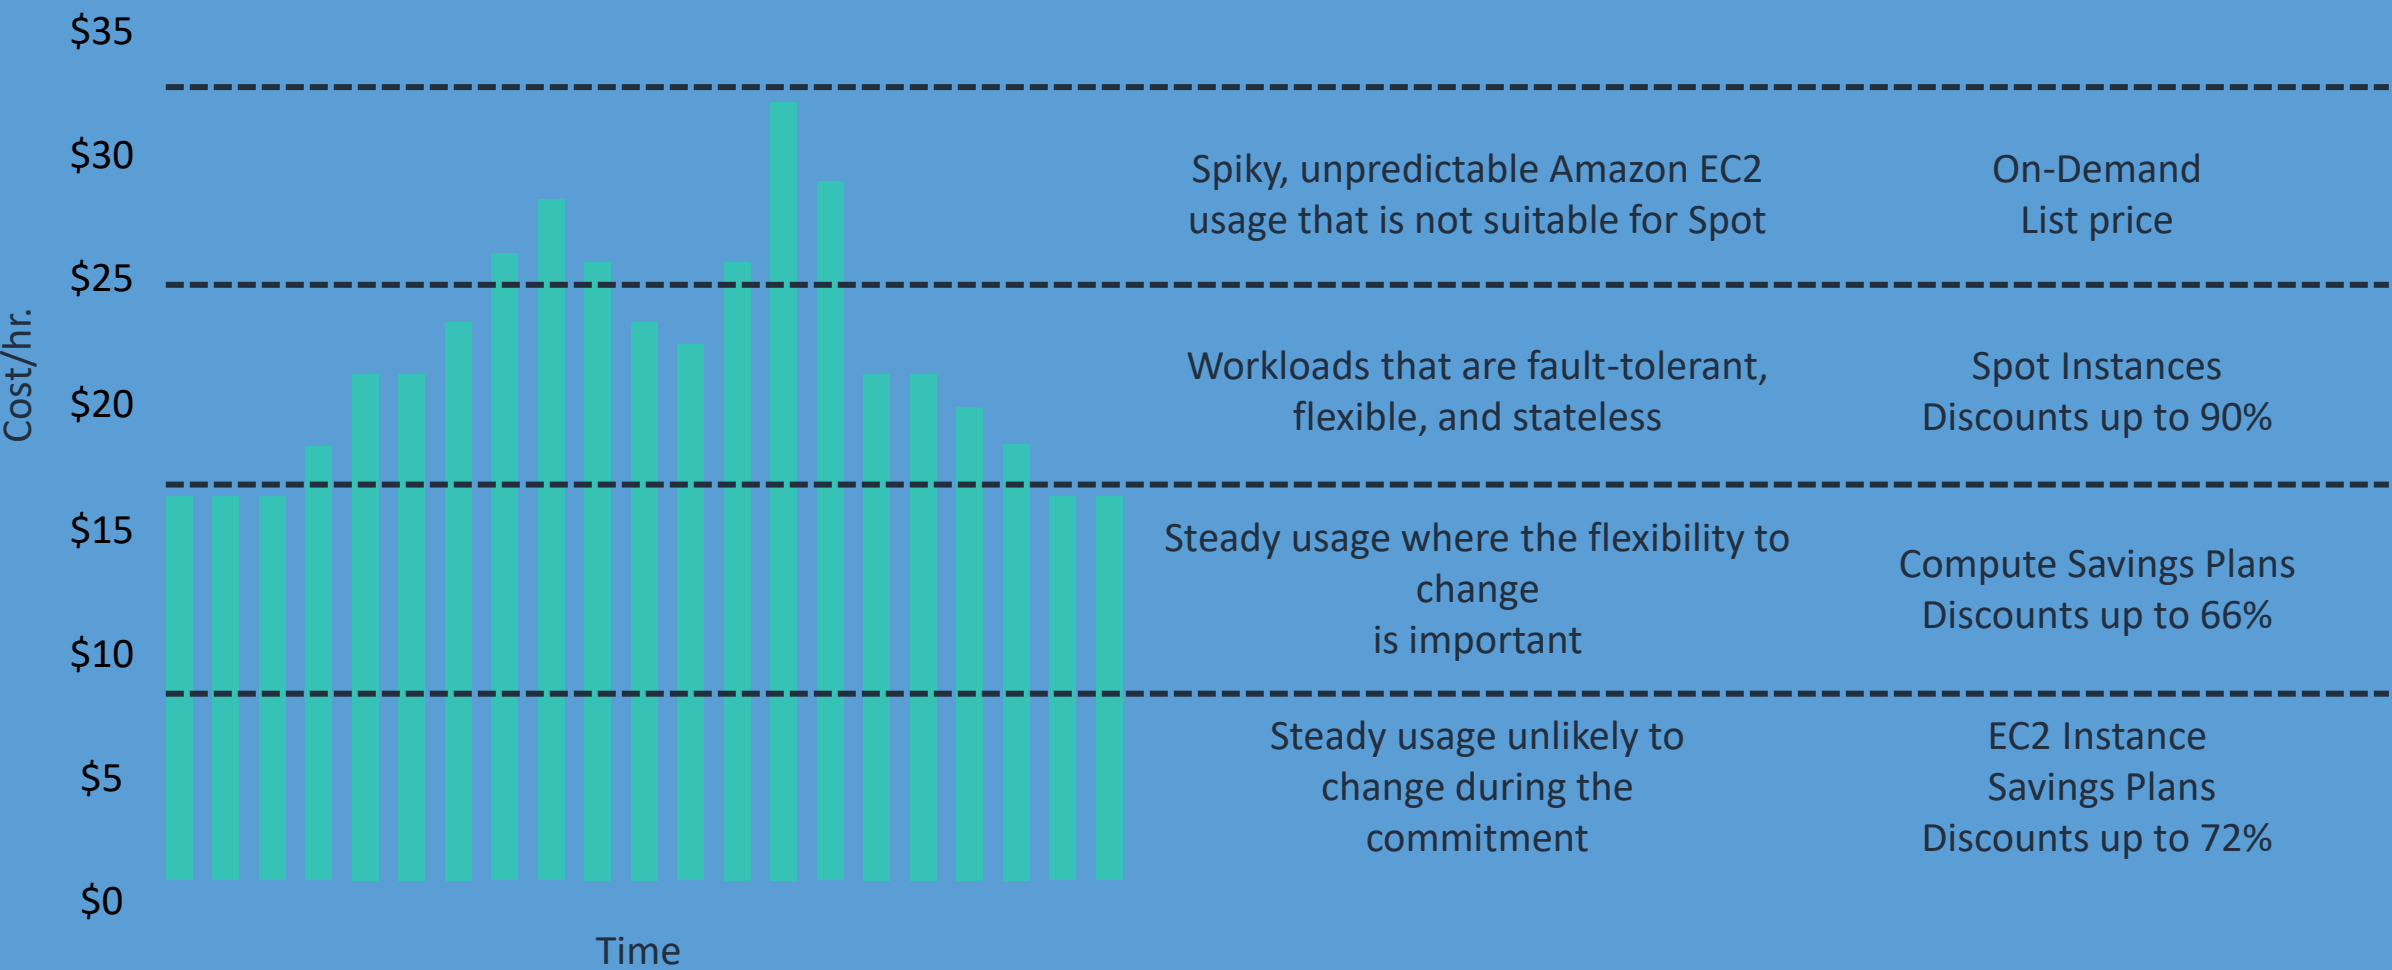 $35
$30
$25
$20
$15
$10
$5
$0
Cost/hr.
Time
Spiky, unpredictable Amazon EC2
usage that is not suitable for Spot
On-Demand
List price
Workloads that are fault-tolerant,
flexible, and stateless
Spot Instances
Discounts up to 90%
Steady usage where the flexibility to
change
is important
Compute Savings Plans
Discounts up to 66%
Steady usage unlikely to
change during the
commitment
EC2 Instance
Savings Plans
Discounts up to 72%